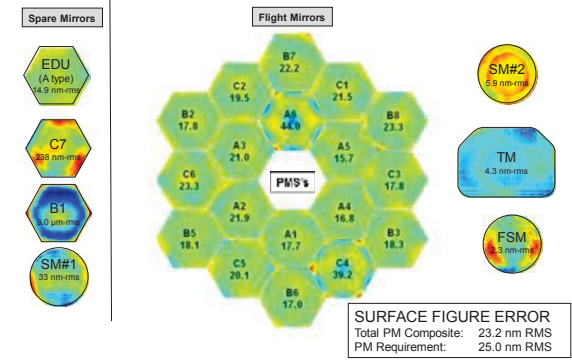 Spare Mirrors
EDU
(A type)
14.9 nm-rms
C7
238 nm-rms
B1
8.0 µm-rms
SM#1
33 nm-rms
Flight Mirrors
B7
22.2
C2
19.5
C1
21.5
B2
17.8
A6
44.0
B8
23.3
A3
21.0
A5
15.7
C6
23.3
PMS's
C3
17.8
A2
21.9
A4
16.8
B5
18.1
A1
17.7
B3
18.3
C5
20.1
C4
39.2
B6
17.0
SM#2
5.9 nm-rms
TM
4.3 nm-rms
FSM
2.3 nm-rms
SURFACE FIGURE ERROR
Total PM Composite: 23.2 nm RMS
PM Requirement: 25.0 nm RMS